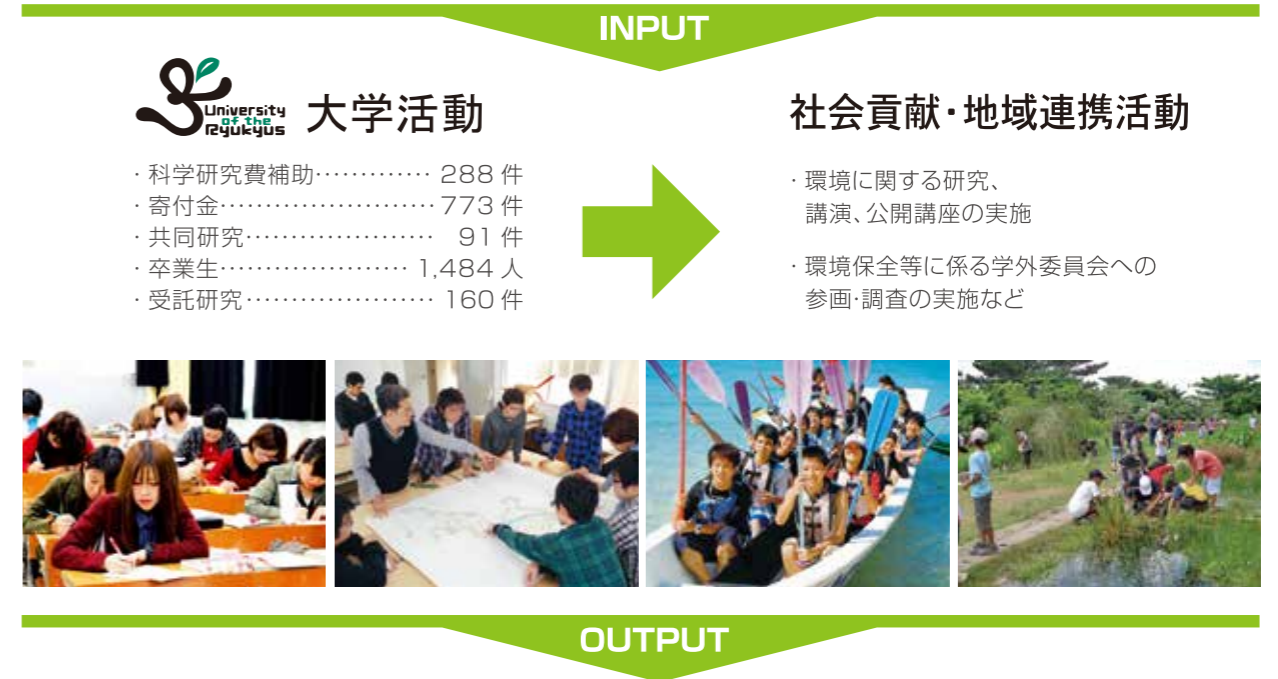 INPUT
University
of the
Ryukyus
大学活動
・科学研究費補助………… 288 件
・寄付金…………………… 773 件
・共同研究………………… 91 件
・卒業生………………… 1,484 人
・受託研究………………… 160 件
社会貢献・地域連携活動
・環境に関する研究、
講演、公開講座の実施
・環境保全等に係る学外委員会への
参画・調査の実施など
OUTPUT